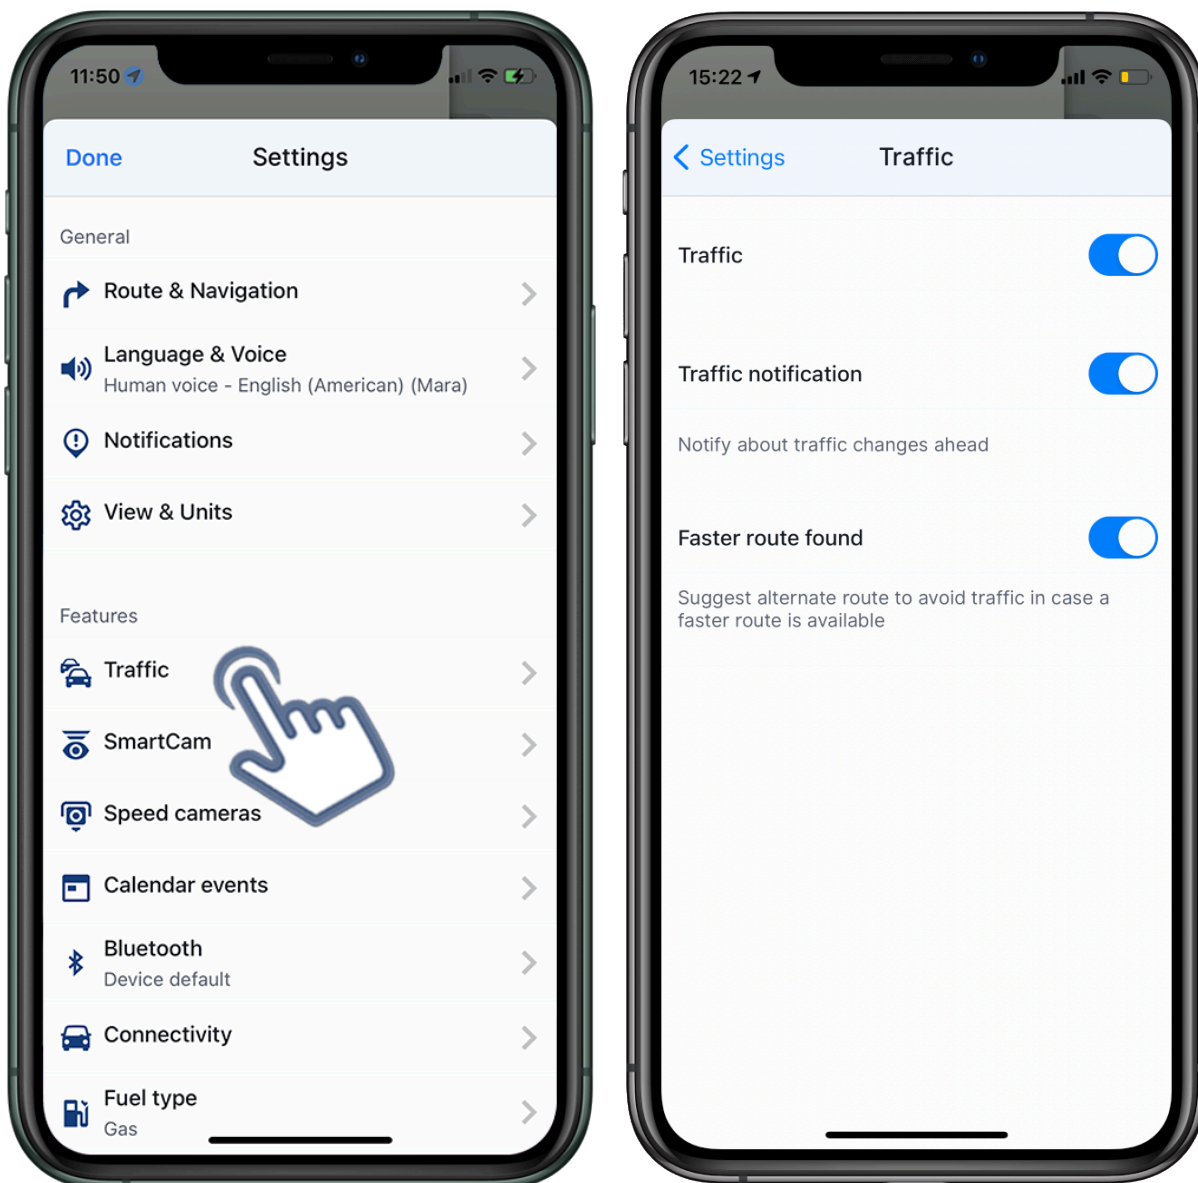 11:50
Done
Settings
General
Route & Navigation
Language & Voice
Human voice - English (American) (Mara)
Notifications
View & Units
Features
Traffic
SmartCam
Speed cameras
Calendar events
Bluetooth
Device default
Connectivity
Fuel type
Gas
15:22
Settings
Traffic
Traffic
Traffic notification
Notify about traffic changes ahead
Faster route found
Suggest alternate route to avoid traffic in case a
faster route is available